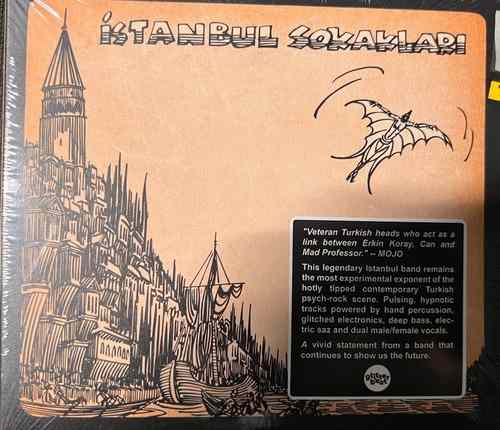 İSTANBUL SOKAKLARI
"Veteran Turkish heads who act as a
link between Erkin Koray, Can and
Mad Professor." – MOJO
This legendary Istanbul band remains
the most experimental exponent of the
hotly tipped contemporary Turkish
psych-rock scene. Pulsing, hypnotic
tracks powered by hand percussion,
glitched electronics, deep bass, elec-
tric saz and dual male/female vocals.
A vivid statement from a band that
continues to show us the future.
glitter
beat